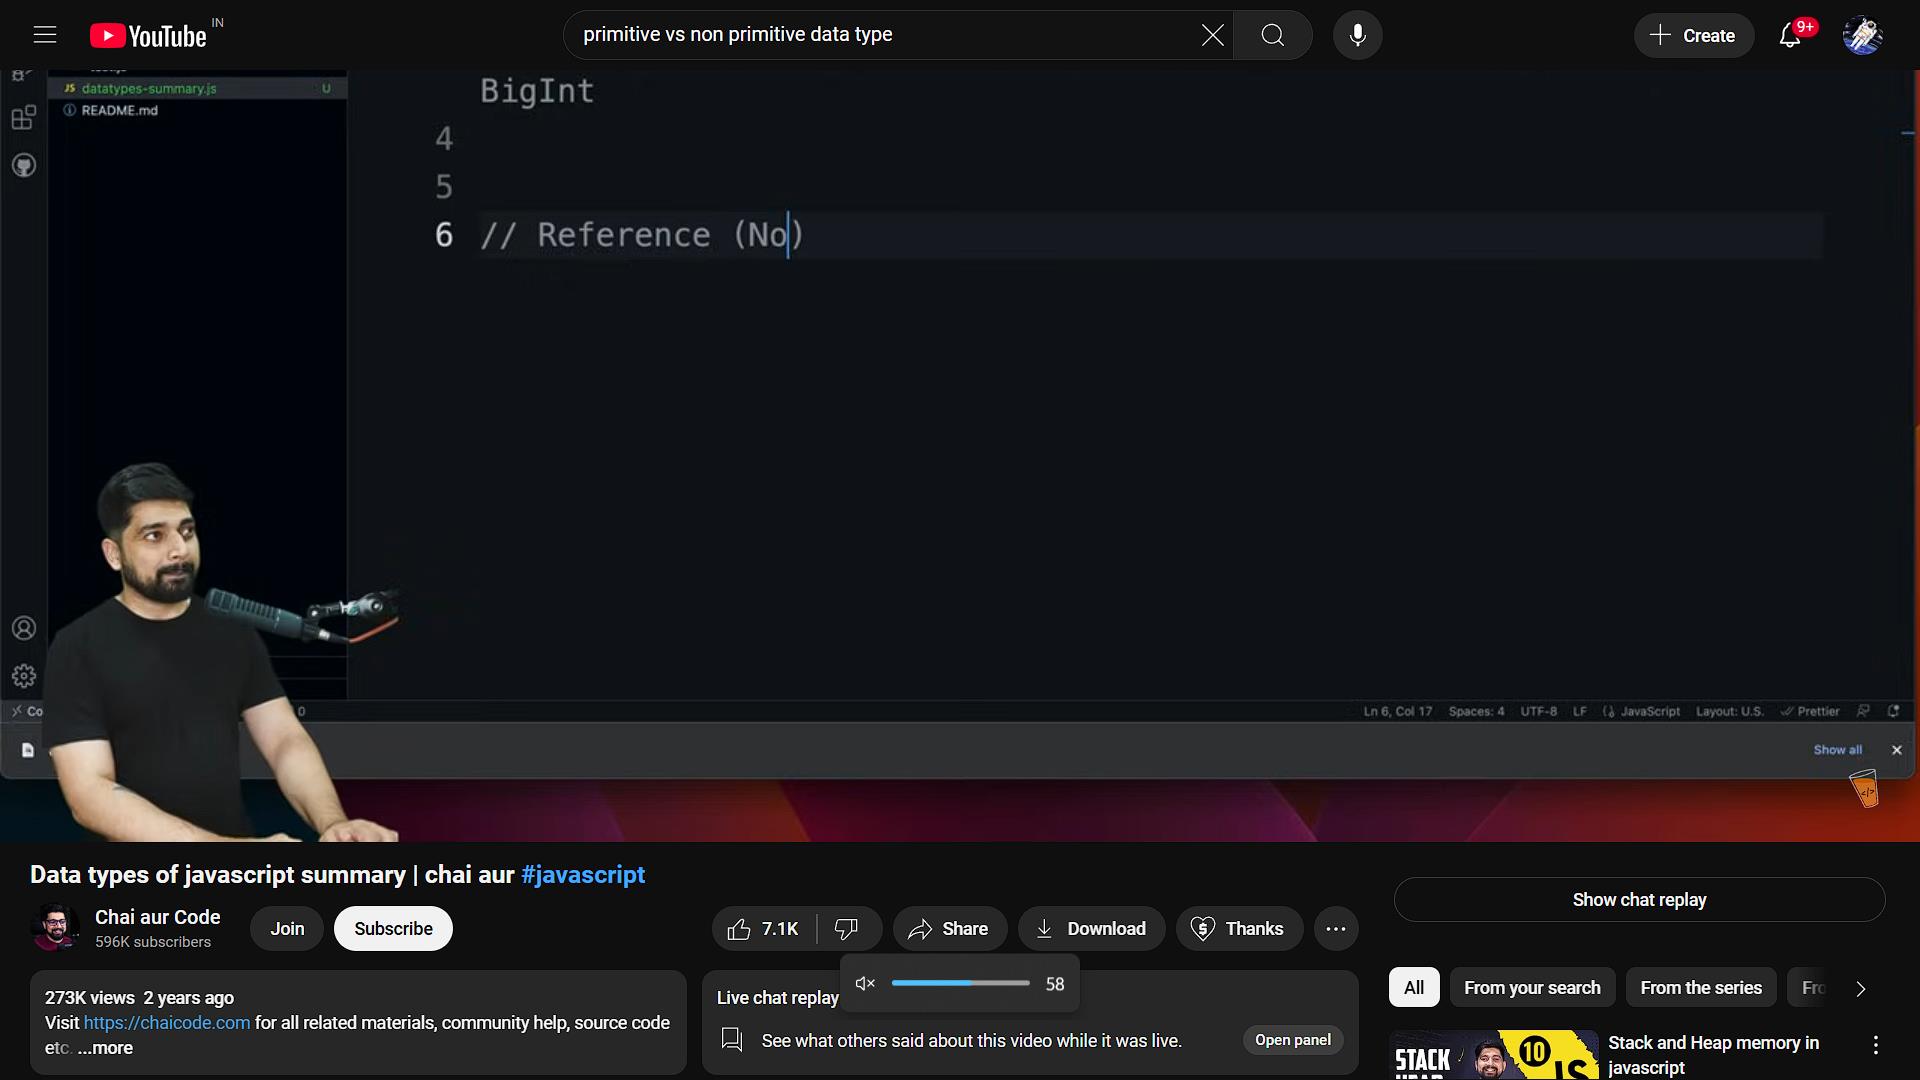 YouTube IN
primitive vs non primitive data type
Create
9+
JS datatypes-summary.js U
README.md
BigInt
4
5
6 // Reference (No)
Co
0
Ln 6, Col 17 Spaces: 4 UTF-8 LF JavaScript Layout: U.S. Prettier
Show all
Data types of javascript summary | chai aur #javascript
Chai aur Code
596K subscribers
Join
Subscribe
7.1K
Share
Download
Thanks
273K views 2 years ago
Visit https://chaicode.com for all related materials, community help, source code
etc. ...more
Live chat replay
58
See what others said about this video while it was live.
Open panel
Show chat replay
All
From your search
From the series
Fro
STACK
10
JS
Stack and Heap memory in
javascript